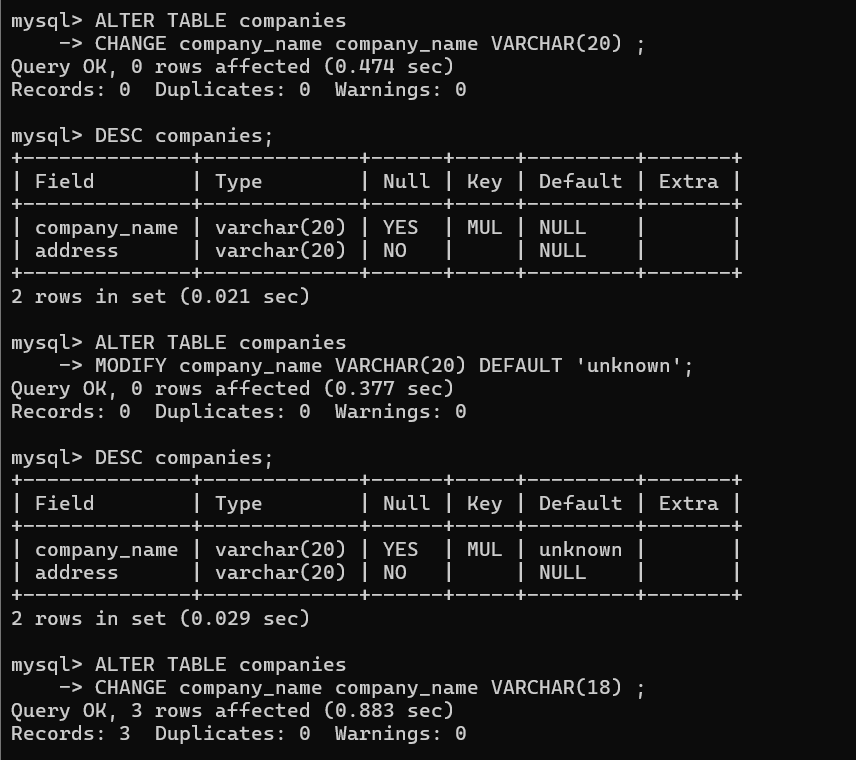 mysql> ALTER TABLE companies
    -> CHANGE company_name company_name VARCHAR(20) ;
Query OK, 0 rows affected (0.474 sec)
Records: 0  Duplicates: 0  Warnings: 0

mysql> DESC companies;
+--------------+-------------+------+-----+---------+-------+
| Field        | Type        | Null | Key | Default | Extra |
+--------------+-------------+------+-----+---------+-------+
| company_name | varchar(20) | YES  | MUL | NULL    |       |
| address      | varchar(20) | NO   |     | NULL    |       |
+--------------+-------------+------+-----+---------+-------+
2 rows in set (0.021 sec)

mysql> ALTER TABLE companies
    -> MODIFY company_name VARCHAR(20) DEFAULT 'unknown';
Query OK, 0 rows affected (0.377 sec)
Records: 0  Duplicates: 0  Warnings: 0

mysql> DESC companies;
+--------------+-------------+------+-----+---------+-------+
| Field        | Type        | Null | Key | Default | Extra |
+--------------+-------------+------+-----+---------+-------+
| company_name | varchar(20) | YES  | MUL | unknown |       |
| address      | varchar(20) | NO   |     | NULL    |       |
+--------------+-------------+------+-----+---------+-------+
2 rows in set (0.029 sec)

mysql> ALTER TABLE companies
    -> CHANGE company_name company_name VARCHAR(18) ;
Query OK, 3 rows affected (0.883 sec)
Records: 3  Duplicates: 0  Warnings: 0